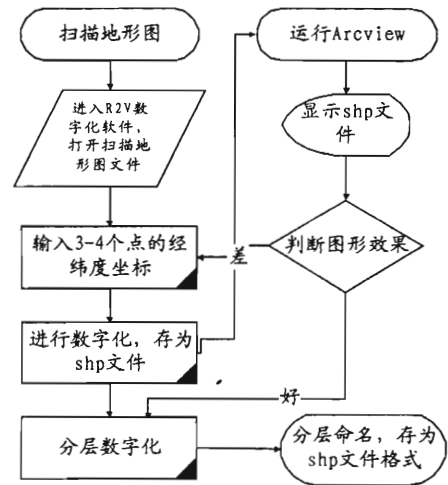 扫描地形图
运行Arcview
进入R2V数
字化软件,
打开扫描地
形图文件
显示shp文
件
输入3-4个点的经
纬度坐标
差
判断图形效果
进行数字化, 存为
shp文件
好
分层数字化
分层命名, 存为
shp文件格式